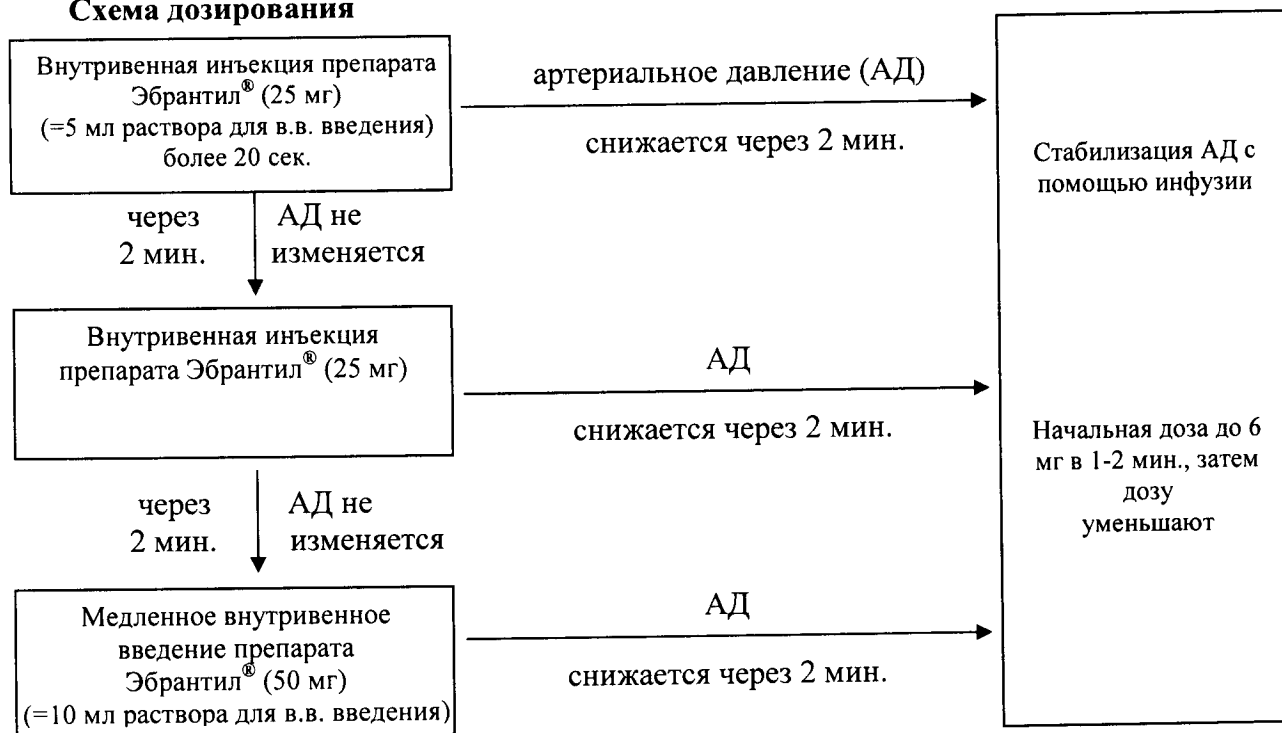 Схема дозирования
Внутривенная инъекция препарата
Эбрантил® (25 мг)
(=5 мл раствора для в.в. введения)
более 20 сек.
артериальное давление (АД)
снижается через 2 мин.
через
2 мин.
АД не
изменяется
Внутривенная инъекция
препарата Эбрантил® (25 мг)
АД
снижается через 2 мин.
через
2 мин.
АД не
изменяется
Медленное внутривенное
введение препарата
Эбрантил® (50 мг)
(=10 мл раствора для в.в. введения)
АД
снижается через 2 мин.
Стабилизация АД с
помощью инфузии
Начальная доза до 6
мг в 1-2 мин., затем
дозу
уменьшают